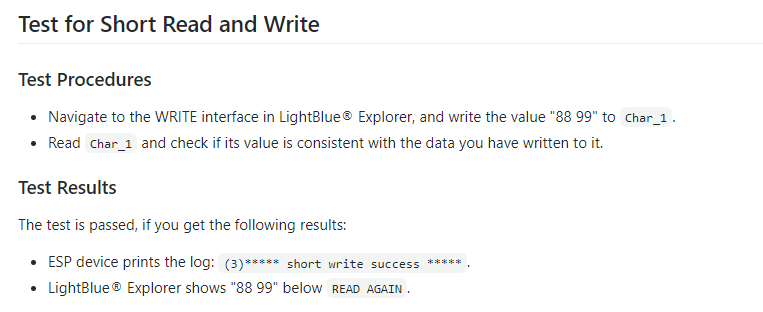 Test for Short Read and Write
Test Procedures
• Navigate to the WRITE interface in LightBlue® Explorer, and write the value "88 99" to Char_1.
• Read Char_1 and check if its value is consistent with the data you have written to it.
Test Results
The test is passed, if you get the following results:
• ESP device prints the log: (3)***** short write success *****.
• LightBlue® Explorer shows "88 99" below READ AGAIN.